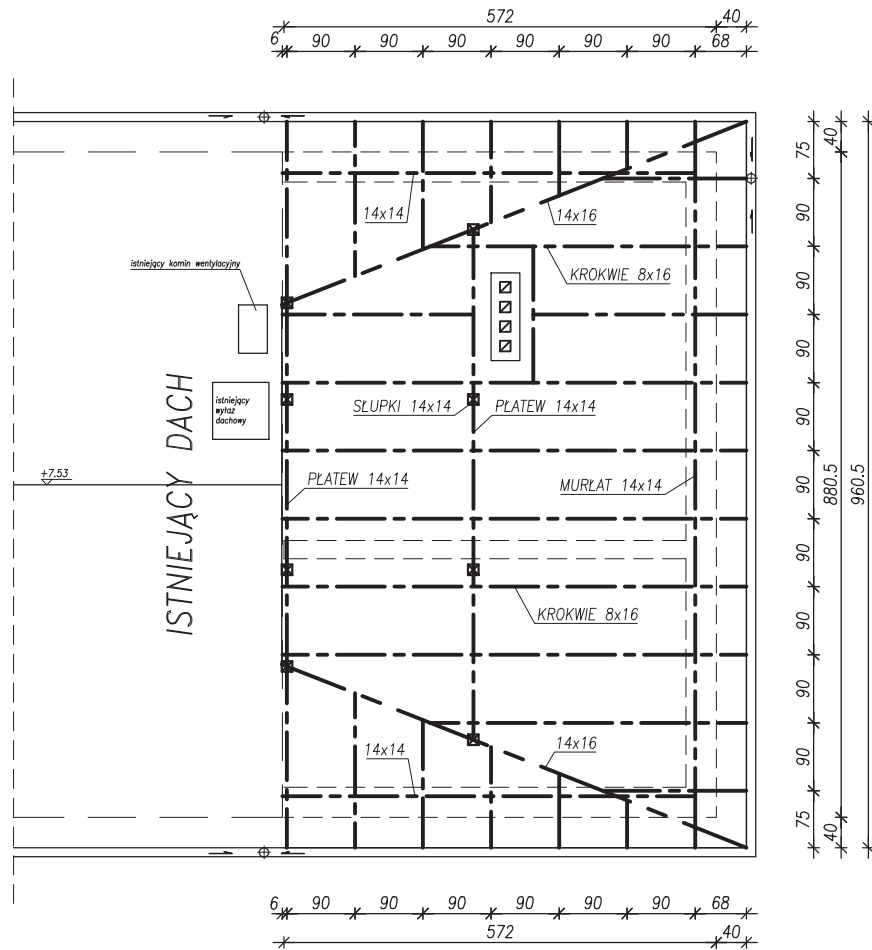 572 40
6 90 90 90 90 90 90 68
75 40
90
14x14
14x16
istniejący komin wentylacyjny
KROKWIE 8x16
90
90
istniejący
wyłaz
dachowy
SŁUPKI 14x14
PŁATEW 14x14
90
ISTNIEJĄCY DACH
+7.53
PŁATEW 14x14
MURŁAT 14x14
90
880.5
960.5
90
KROKWIE 8x16
90
90
14x14
14x16
90
75 40
6 90 90 90 90 90 90 68
572 40